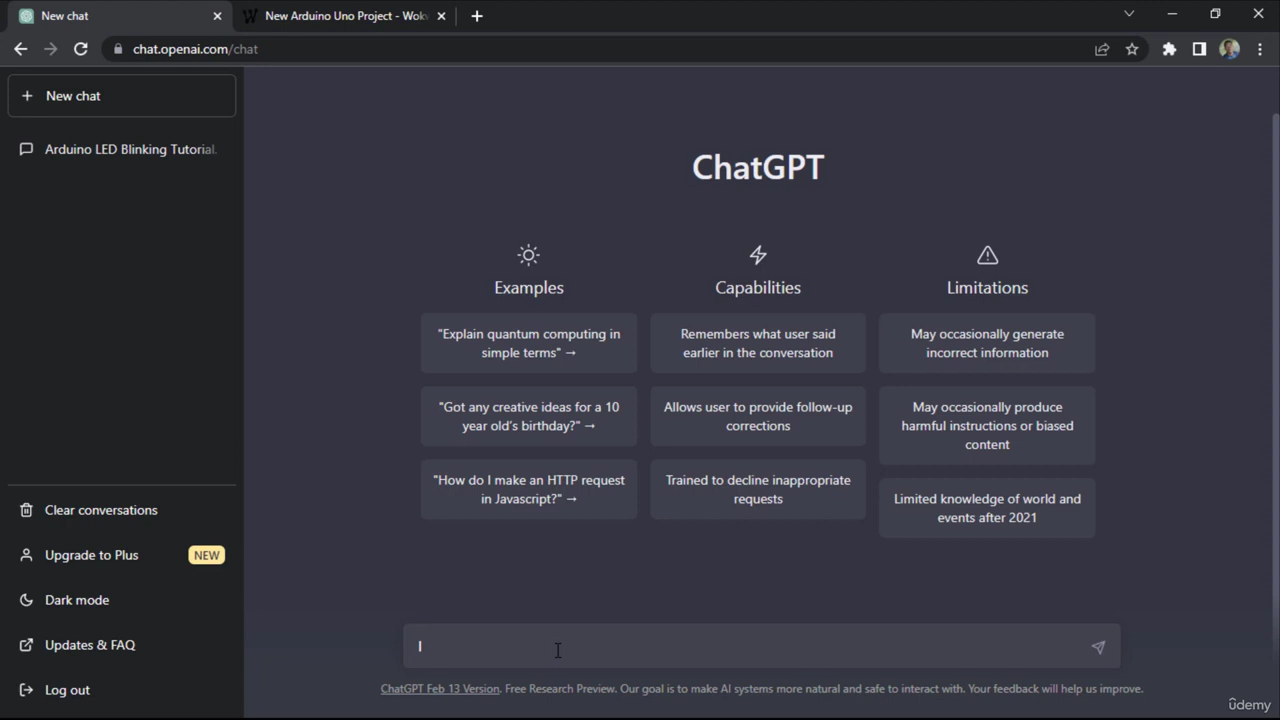 New chat
New Arduino Uno Project - Wok
chat.openai.com/chat
New chat
Arduino LED Blinking Tutorial.
ChatGPT
Examples
Capabilities
Limitations
"Explain quantum computing in
simple terms" →
Remembers what user said
earlier in the conversation
May occasionally generate
incorrect information
"Got any creative ideas for a 10
year old's birthday?" →
Allows user to provide follow-up
corrections
May occasionally produce
harmful instructions or biased
content
"How do I make an HTTP request
in Javascript?" →
Trained to decline inappropriate
requests
Limited knowledge of world and
events after 2021
Clear conversations
Upgrade to Plus NEW
Dark mode
Updates & FAQ
Log out
I
ChatGPT Feb 13 Version. Free Research Preview. Our goal is to make AI systems more natural and safe to interact with. Your feedback will help us improve.
ûdemy